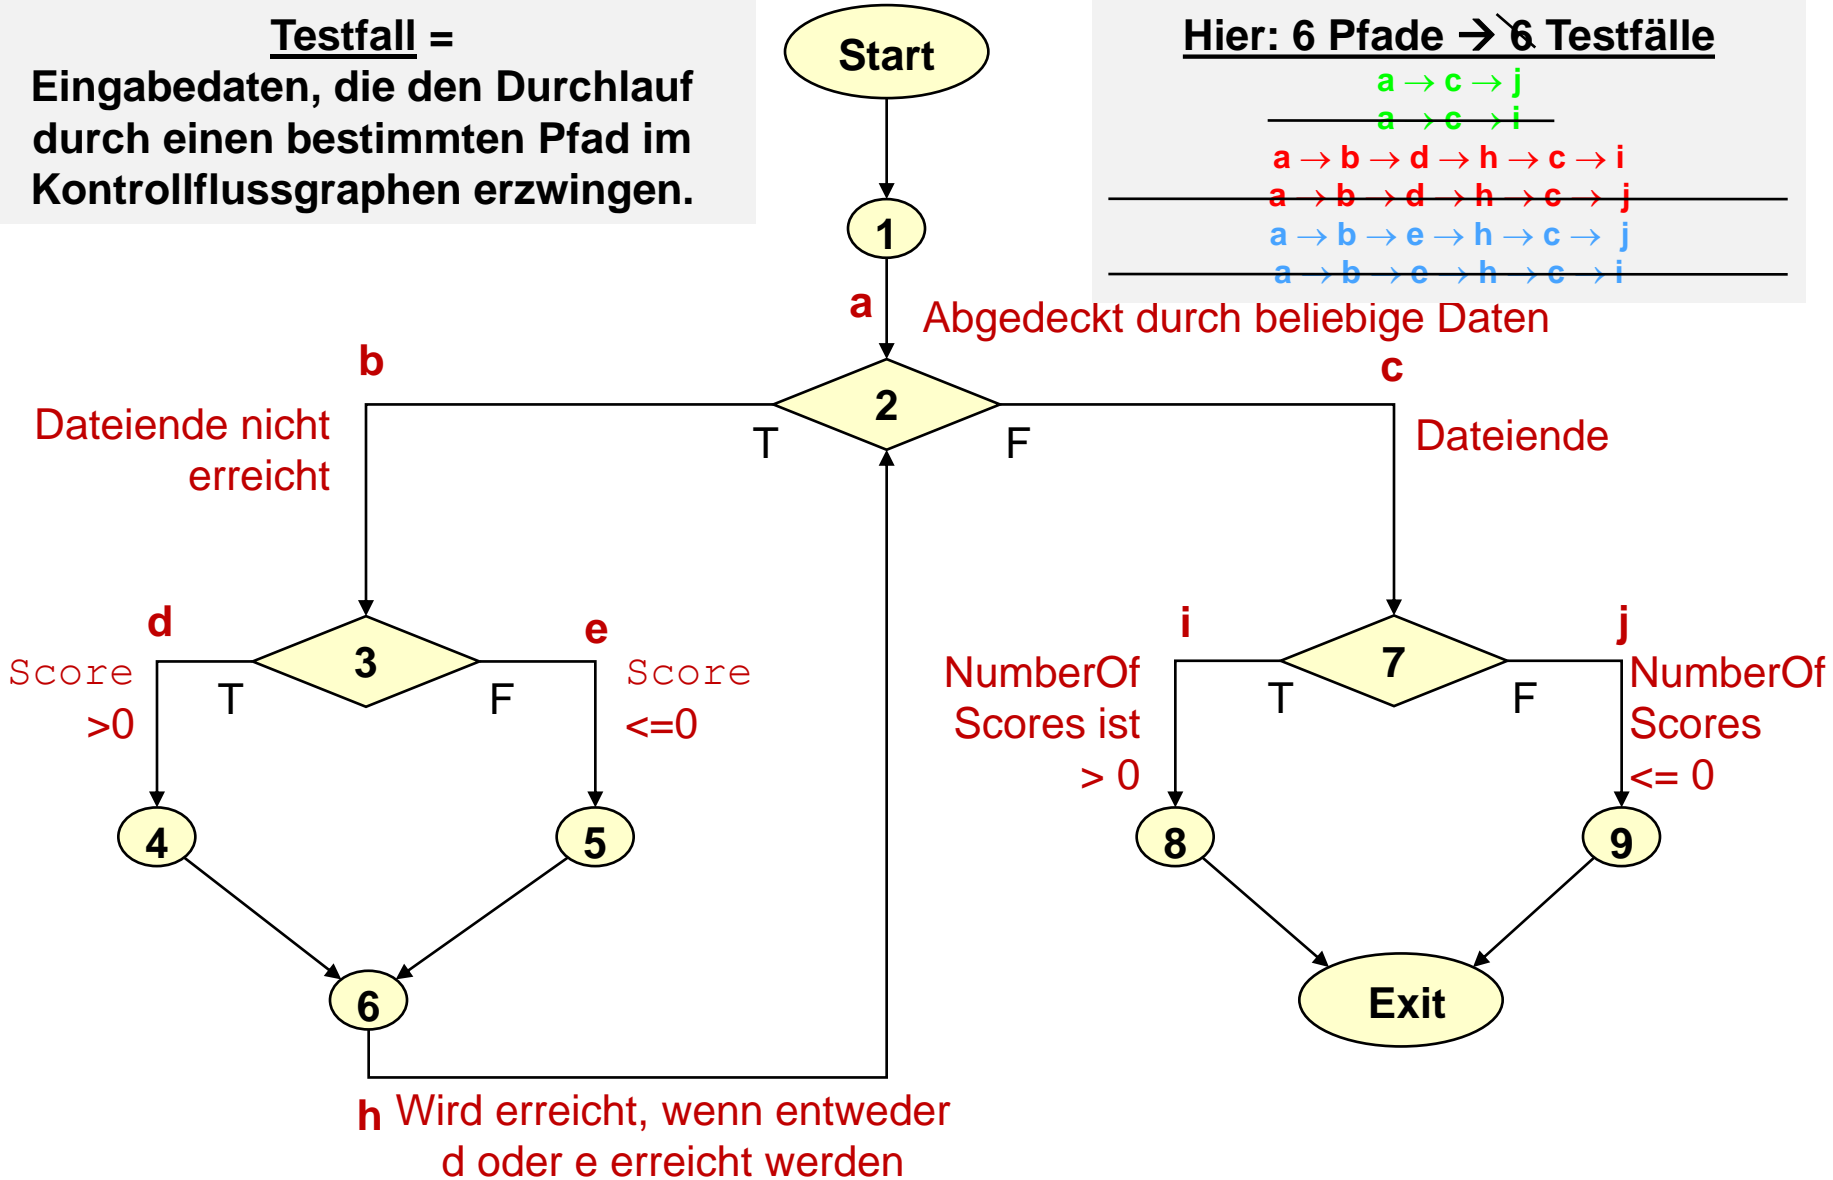 Testfall =
Eingabedaten, die den Durchlauf
durch einen bestimmten Pfad im
Kontrollflussgraphen erzwingen.
Start
Hier: 6 Pfade → 6 Testfälle
a → c → j
a → c → i
a → b → d → h → c → i
a → b → d → h → c → j
a → b → e → h → c → j
a → b → e → h → c → i
1
a
Abgedeckt durch beliebige Daten
b
c
2
T
F
Dateiende nicht
erreicht
Dateiende
d
e
3
T
F
Score
>0
Score
<=0
i
j
7
T
F
NumberOf
Scores ist
> 0
NumberOf
Scores
<= 0
4
5
8
9
6
Exit
h Wird erreicht, wenn entweder
d oder e erreicht werden